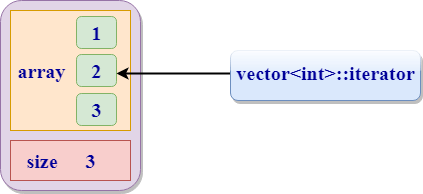 1
array 2
3
size 3
vector<int>::iterator